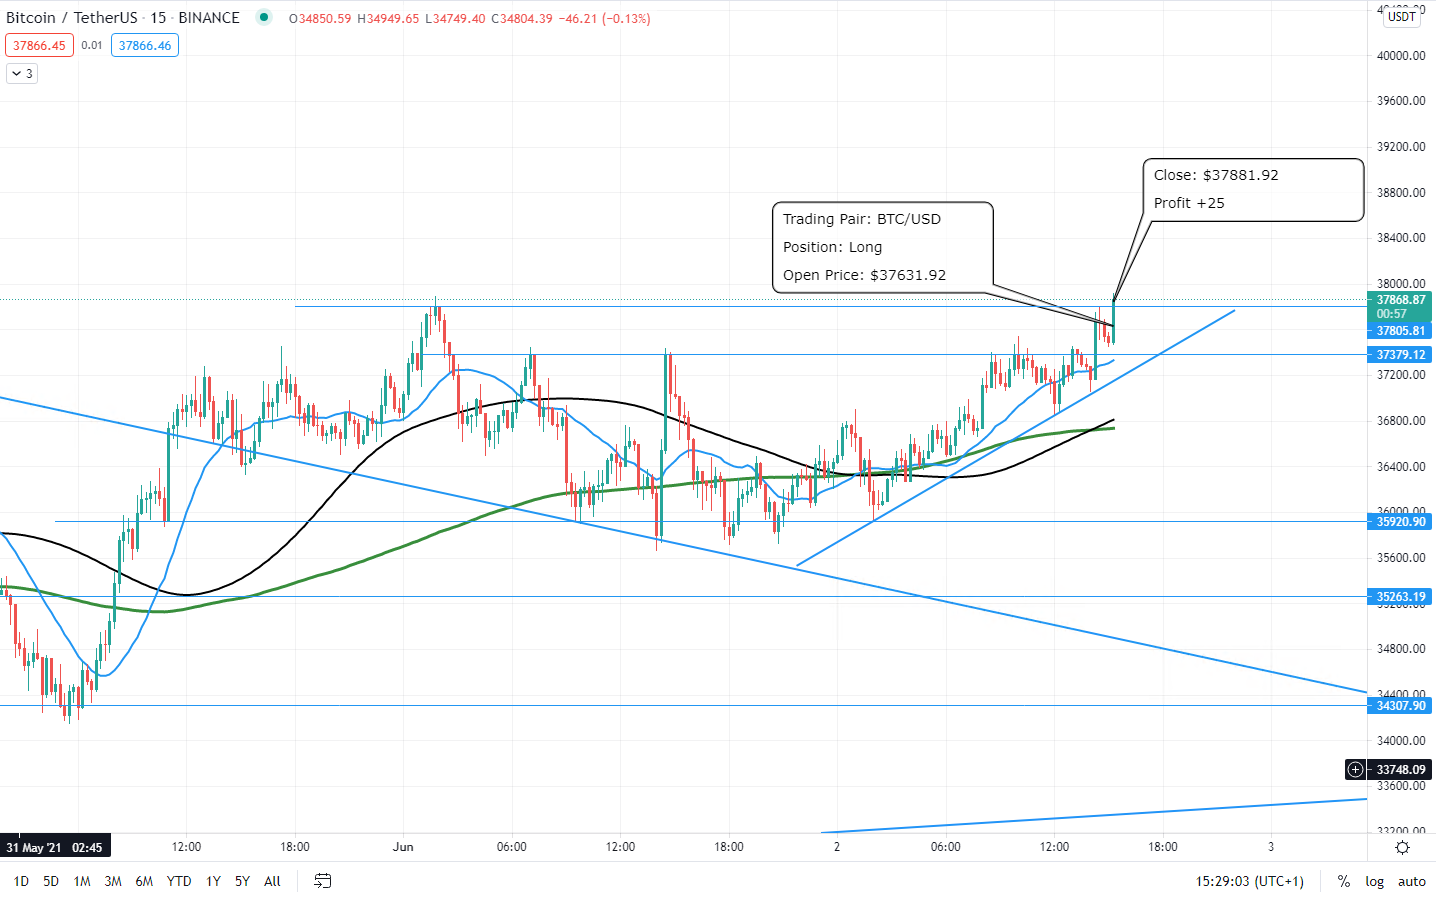 Bitcoin / TetherUS · 15 · BINANCE O34850.59 H34949.65 L34749.40 C34804.39 −46.21 (−0.13%)
37866.45 0.01 37866.46
3
USDT
40000.00
39600.00
39200.00
38800.00
38400.00
38000.00
37868.87
00:57
37805.81
37379.12
37200.00
36800.00
36400.00
36000.00
35920.90
35600.00
35263.19
35200.00
34800.00
34400.00
34307.90
34000.00
33748.09
33600.00
33200.00
Close: $37881.92
Profit +25
Trading Pair: BTC/USD
Position: Long
Open Price: $37631.92
31 May '21 02:45 12:00 18:00 Jun 06:00 12:00 18:00 2 06:00 12:00 18:00 3
1D 5D 1M 3M 6M YTD 1Y 5Y All 15:29:03 (UTC+1) % log auto